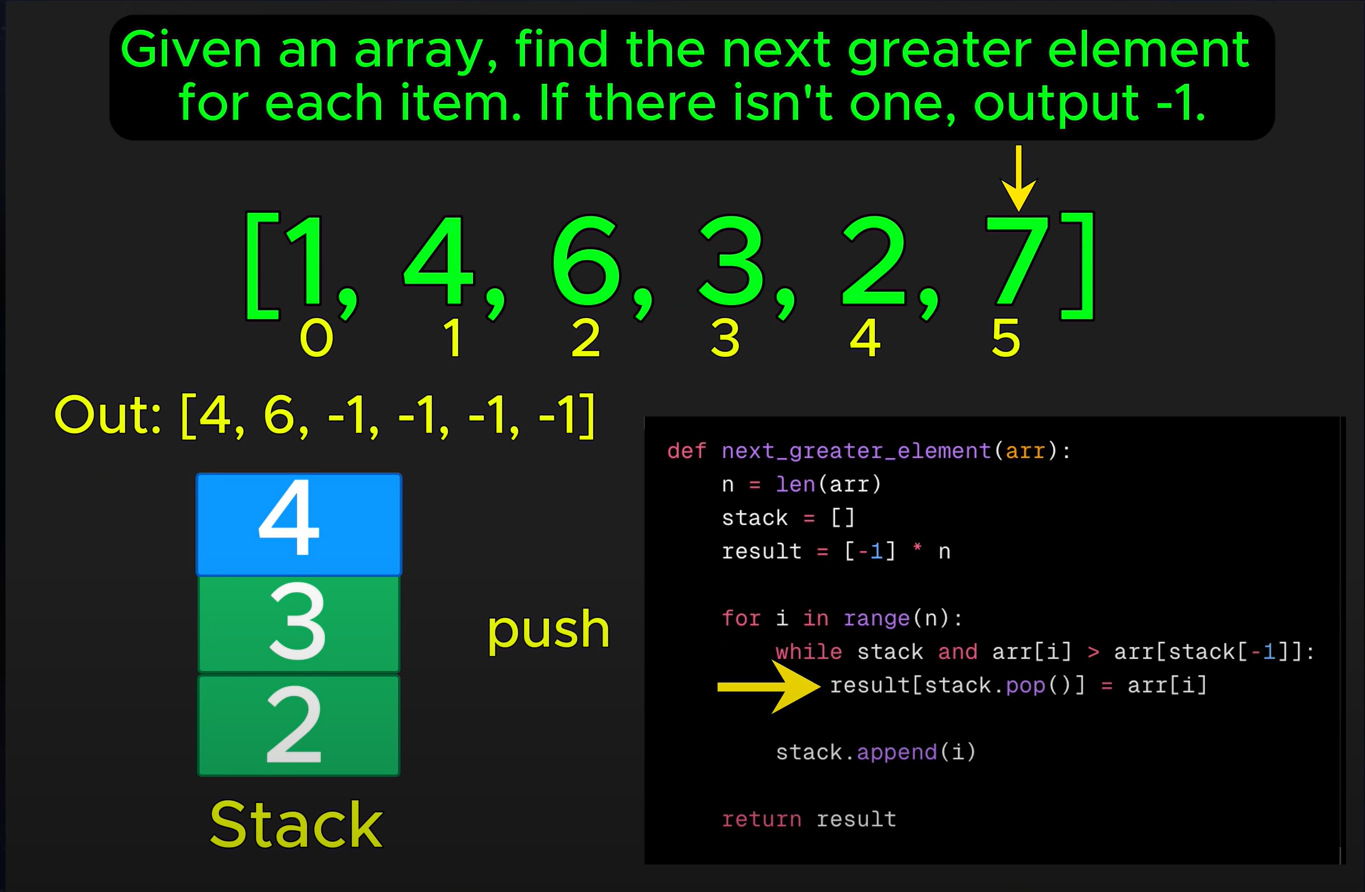 Given an array, find the next greater element
for each item. If there isn't one, output -1.
[1, 4, 6, 3, 2, 7]
0 1 2 3 4 5
Out: [4, 6, -1, -1, -1, -1]
4
3
2
push
Stack
def next_greater_element(arr):
    n = len(arr)
    stack = []
    result = [-1] * n
    for i in range(n):
        while stack and arr[i] > arr[stack[-1]]:
            result[stack.pop()] = arr[i]
        stack.append(i)
    return result